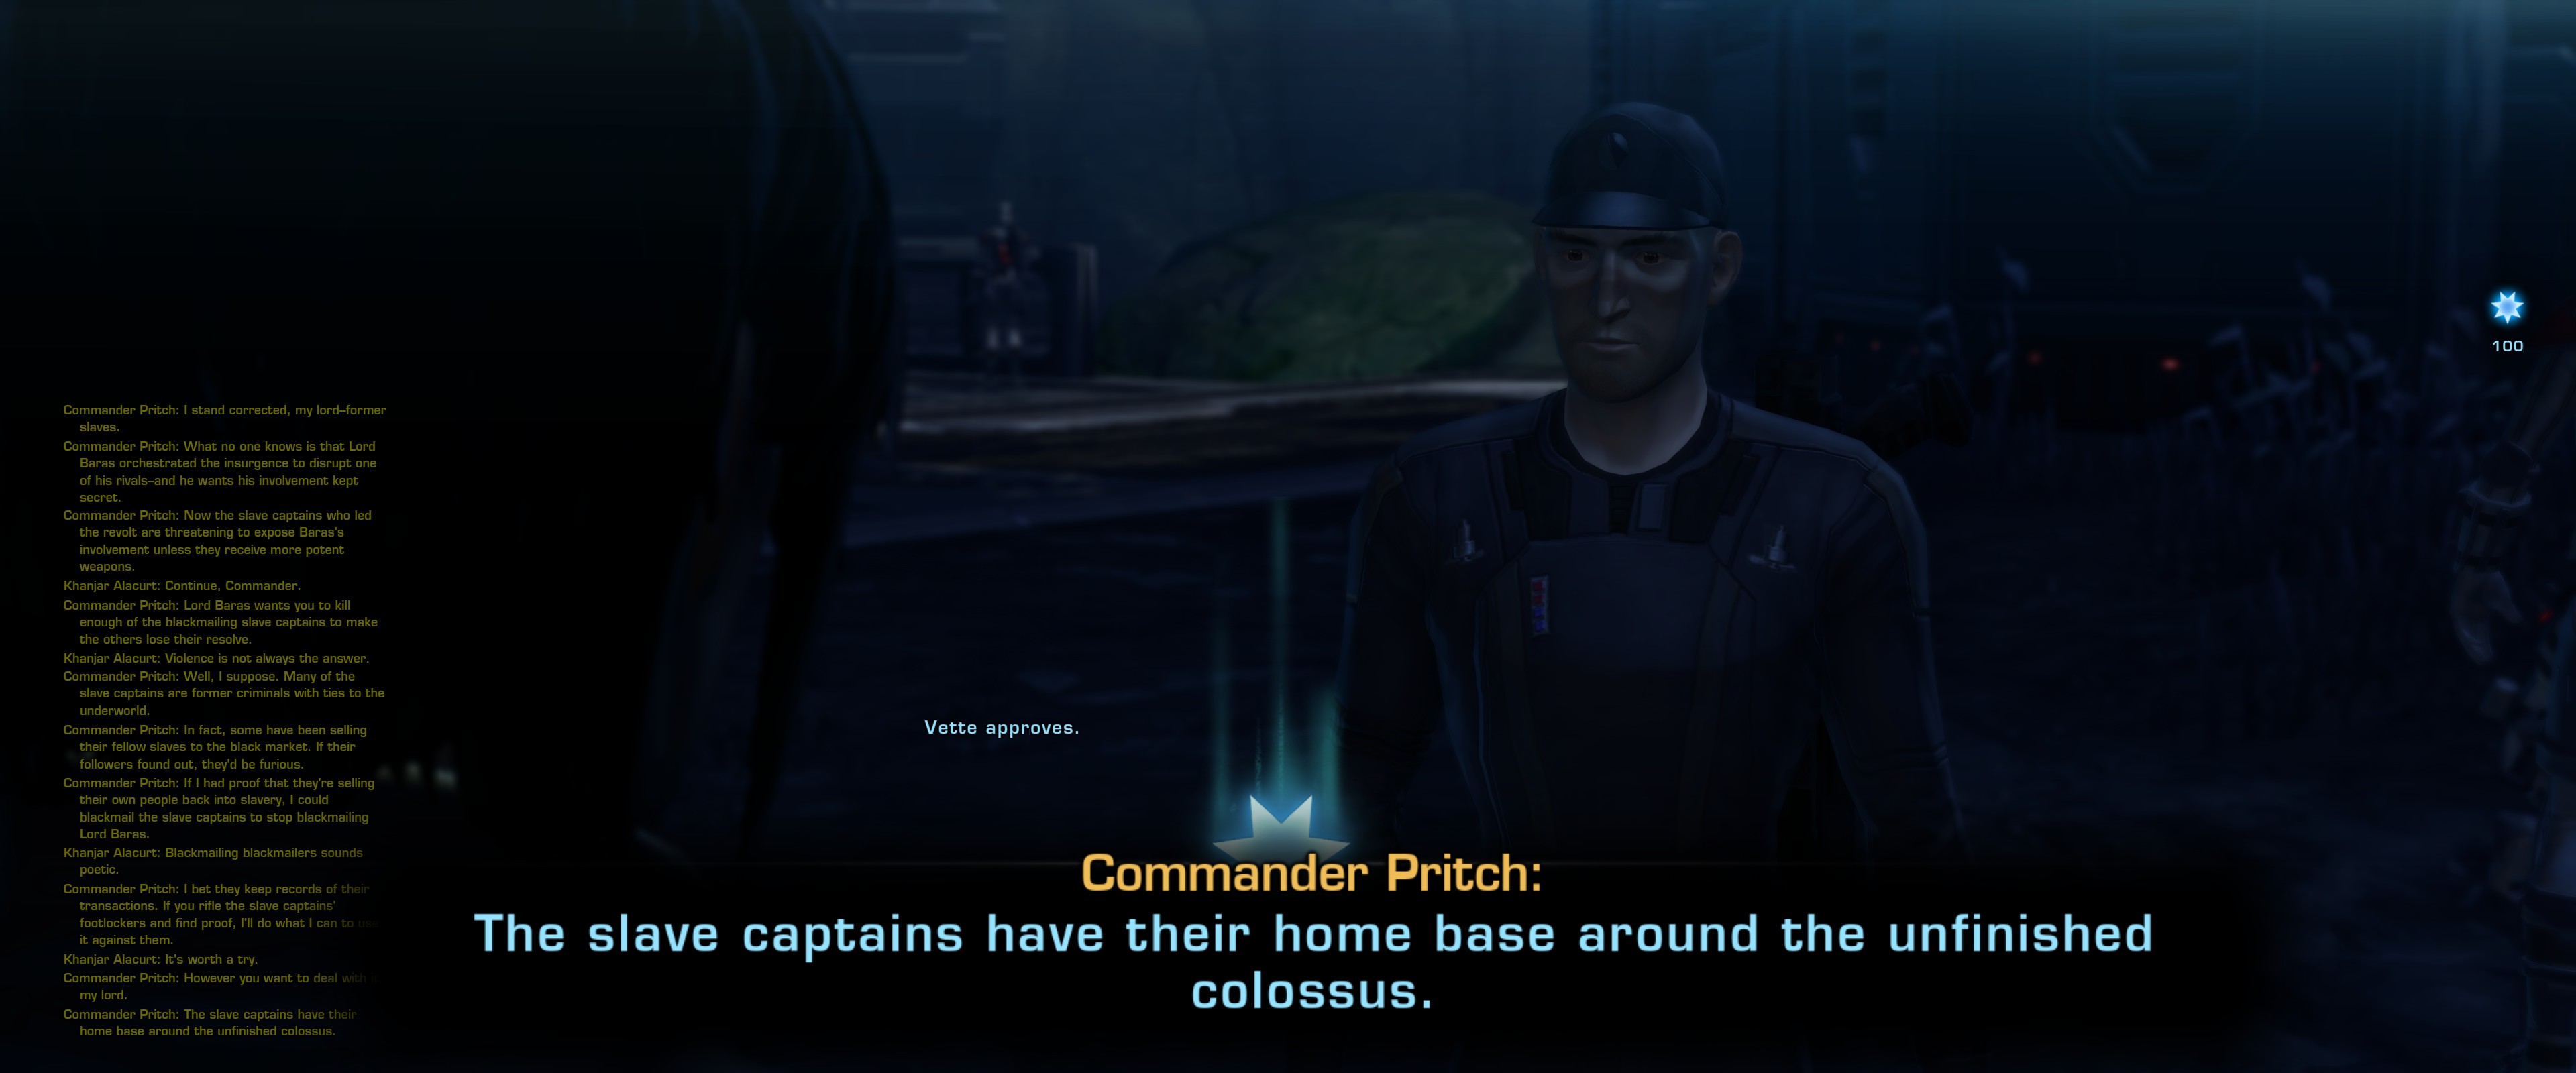 Commander Pritch: I stand corrected, my lord–former
slaves.
Commander Pritch: What no one knows is that Lord
Baras orchestrated the insurgence to disrupt one
of his rivals–and he wants his involvement kept
secret.
Commander Pritch: Now the slave captains who led
the revolt are threatening to expose Baras's
involvement unless they receive more potent
weapons.
Khanjar Alacurt: Continue, Commander.
Commander Pritch: Lord Baras wants you to kill
enough of the blackmailing slave captains to make
the others lose their resolve.
Khanjar Alacurt: Violence is not always the answer.
Commander Pritch: Well, I suppose. Many of the
slave captains are former criminals with ties to the
underworld.
Commander Pritch: In fact, some have been selling
their fellow slaves to the black market. If their
followers found out, they'd be furious.
Commander Pritch: If I had proof that they're selling
their own people back into slavery, I could
blackmail the slave captains to stop blackmailing
Lord Baras.
Khanjar Alacurt: Blackmailing blackmailers sounds
poetic.
Commander Pritch: I bet they keep records of their
transactions. If you rifle the slave captains'
footlockers and find proof, I'll do what I can to use
it against them.
Khanjar Alacurt: It's worth a try.
Commander Pritch: However you want to deal with
my lord.
Commander Pritch: The slave captains have their
home base around the unfinished colossus.
100
Vette approves.
Commander Pritch:
The slave captains have their home base around the unfinished
colossus.